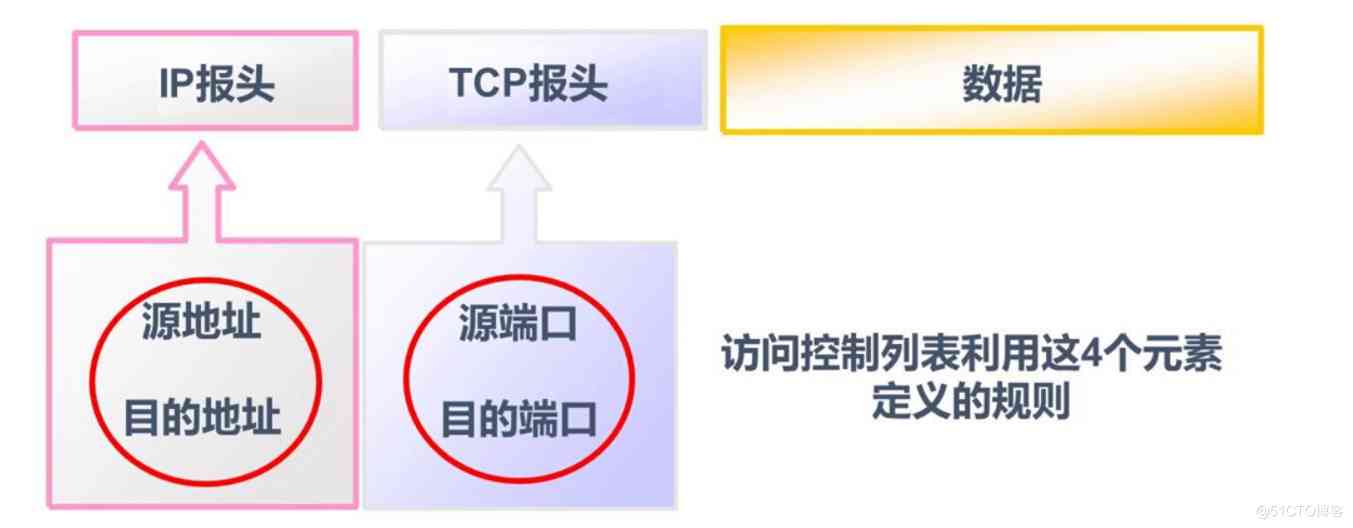 IP报头
TCP报头
数据
源地址
目的地址
源端口
目的端口
访问控制列表利用这4个元素
定义的规则
@51CTO博客